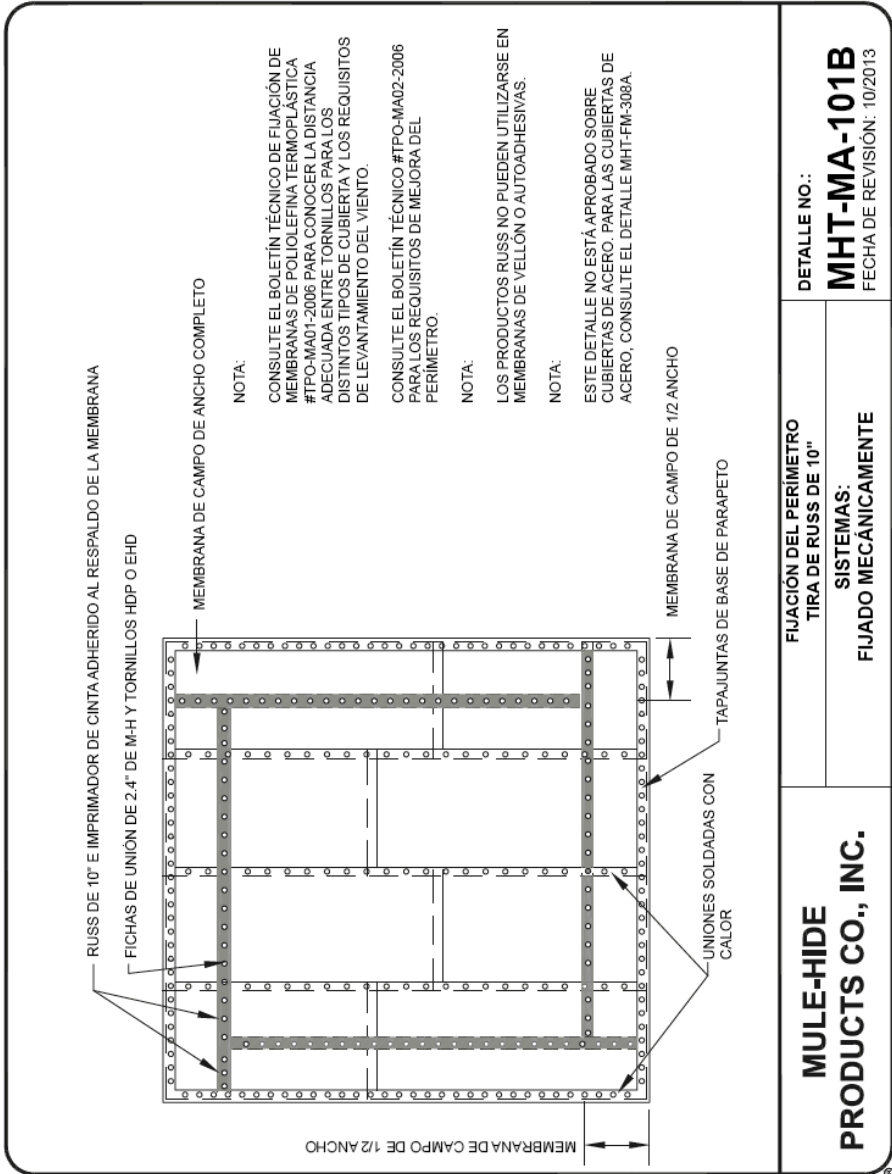 RUSS DE 10" E IMPRIMADOR DE CINTA ADHERIDO AL RESPALDO DE LA MEMBRANA
FICHAS DE UNIÓN DE 2.4" DE M-H Y TORNILLOS HDP O EHD
MEMBRANA DE CAMPO DE ANCHO COMPLETO
NOTA:
CONSULTE EL BOLETÍN TÉCNICO DE FIJACIÓN DE
MEMBRANAS DE POLIOLEFINA TERMOPLÁSTICA
#TPO-MA01-2006 PARA CONOCER LA DISTANCIA
ADECUADA ENTRE TORNILLOS PARA LOS
DISTINTOS TIPOS DE CUBIERTA Y LOS REQUISITOS
DE LEVANTAMIENTO DEL VIENTO.
CONSULTE EL BOLETÍN TÉCNICO #TPO-MA02-2006
PARA LOS REQUISITOS DE MEJORA DEL
PERÍMETRO.
NOTA:
LOS PRODUCTOS RUSS NO PUEDEN UTILIZARSE EN
MEMBRANAS DE VELLÓN O AUTOADHESIVAS.
NOTA:
ESTE DETALLE NO ESTÁ APROBADO SOBRE
CUBIERTAS DE ACERO. PARA LAS CUBIERTAS DE
ACERO, CONSULTE EL DETALLE MHT-FM-308A.
MEMBRANA DE CAMPO DE 1/2 ANCHO
MEMBRANA DE CAMPO DE 1/2 ANCHO
TAPAJUNTAS DE BASE DE PARAPETO
UNIONES SOLDADAS CON
CALOR
MULE-HIDE
PRODUCTS CO., INC.
FIJACIÓN DEL PERÍMETRO
TIRA DE RUSS DE 10"
SISTEMAS:
FIJADO MECÁNICAMENTE
DETALLE NO.:
MHT-MA-101B
FECHA DE REVISIÓN: 10/2013